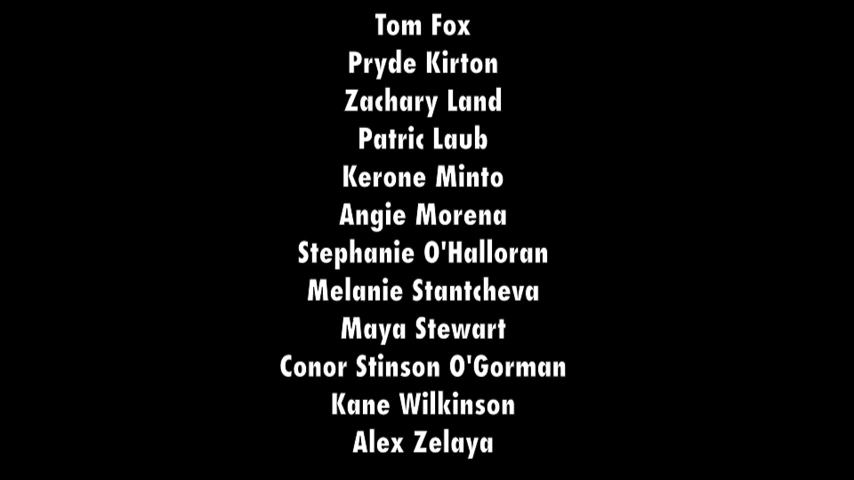 Tom Fox
Pryde Kirton
Zachary Land
Patric Laub
Kerone Minto
Angie Morena
Stephanie O'Halloran
Melanie Stantcheva
Maya Stewart
Conor Stinson O'Gorman
Kane Wilkinson
Alex Zelaya